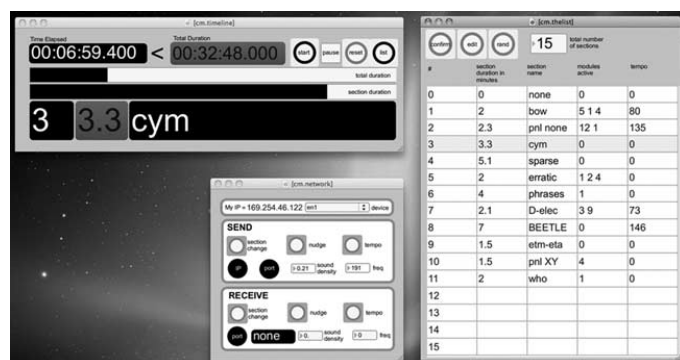 [cm.timeline]
Time Elapsed
Total Duration
00:06:59.400 < 00:32:48.000
start
pause
reset
list
total duration
section duration
3 3.3 cym
[cm.network]
My IP = 169.254.46.122 en1 device
SEND
section change
nudge
tempo
IP
port
0.21 sound density
191 freq
RECEIVE
section change
nudge
tempo
port
none
0. sound density
0 freq
[cm.thelist]
confirm
edit
rand
15 total number of sections
# section duration in minutes section name modules active tempo
0 0 none 0 0
1 2 bow 5 1 4 80
2 2.3 pnl none 12 1 135
3 3.3 cym 0 0
4 5.1 sparse 0 0
5 2 erratic 1 2 4 0
6 4 phrases 1 0
7 2.1 D-elec 3 9 73
8 7 BEETLE 0 146
9 1.5 etm-eta 0 0
10 1.5 pnl XY 4 0
11 2 who 1 0
12
13
14
15